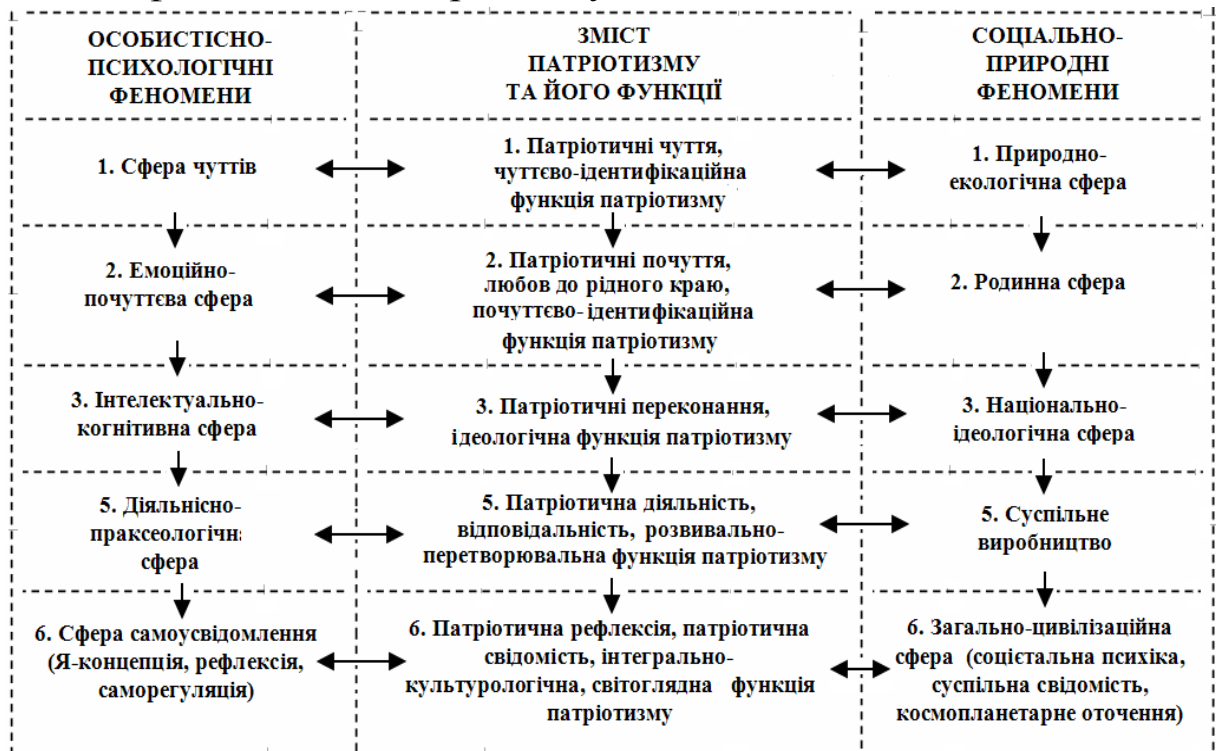 ОСОБИСТІСНО-
ПСИХОЛОГІЧНІ
ФЕНОМЕНИ
ЗМІСТ
ПАТРІОТИЗМУ
ТА ЙОГО ФУНКЦІЇ
СОЦІАЛЬНО-
ПРИРОДНІ
ФЕНОМЕНИ
1. Сфера чуттів
1. Патріотичні чуття,
чуттєво-ідентифікаційна
функція патріотизму
1. Природно-
екологічна сфера
2. Емоційно-
почуттєва сфера
2. Патріотичні почуття,
любов до рідного краю,
почуттєво-ідентифікаційна
функція патріотизму
2. Родинна сфера
3. Інтелектуально-
когнітивна сфера
3. Патріотичні переконання,
ідеологічна функція патріотизму
3. Національно-
ідеологічна сфера
5. Діяльнісно-
праксеологічна
сфера
5. Патріотична діяльність,
відповідальність, розвивально-
перетворювальна функція патріотизму
5. Суспільне
виробництво
6. Сфера самоусвідомлення
(Я-концепція, рефлексія,
саморегуляція)
6. Патріотична рефлексія, патріотична
свідомість, інтегрально-
культурологічна, світоглядна функція
патріотизму
6. Загально-цивілізаційна
сфера (соцієтальна психіка,
суспільна свідомість,
космопланетарне оточення)